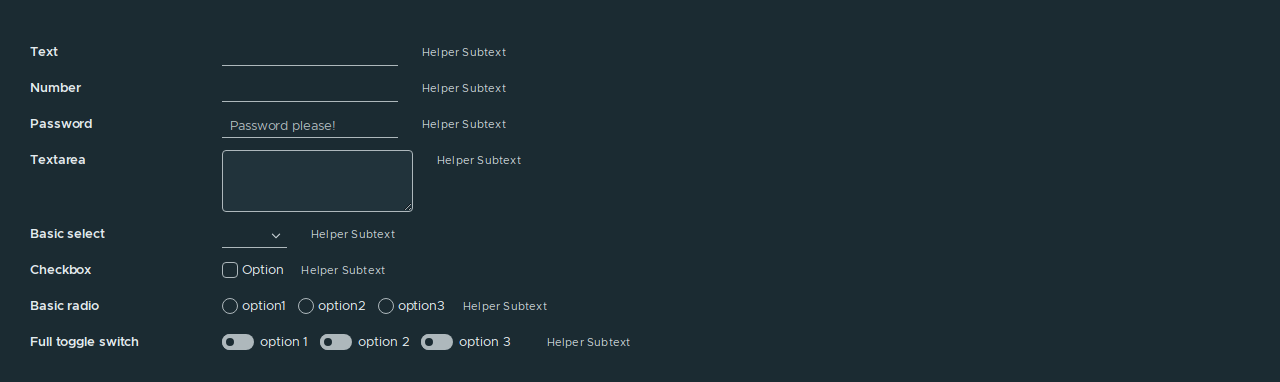 Text Helper Subtext
Number Helper Subtext
Password Password please! Helper Subtext
Textarea Helper Subtext
Basic select Helper Subtext
Checkbox Option Helper Subtext
Basic radio option1 option2 option3 Helper Subtext
Full toggle switch option 1 option 2 option 3 Helper Subtext